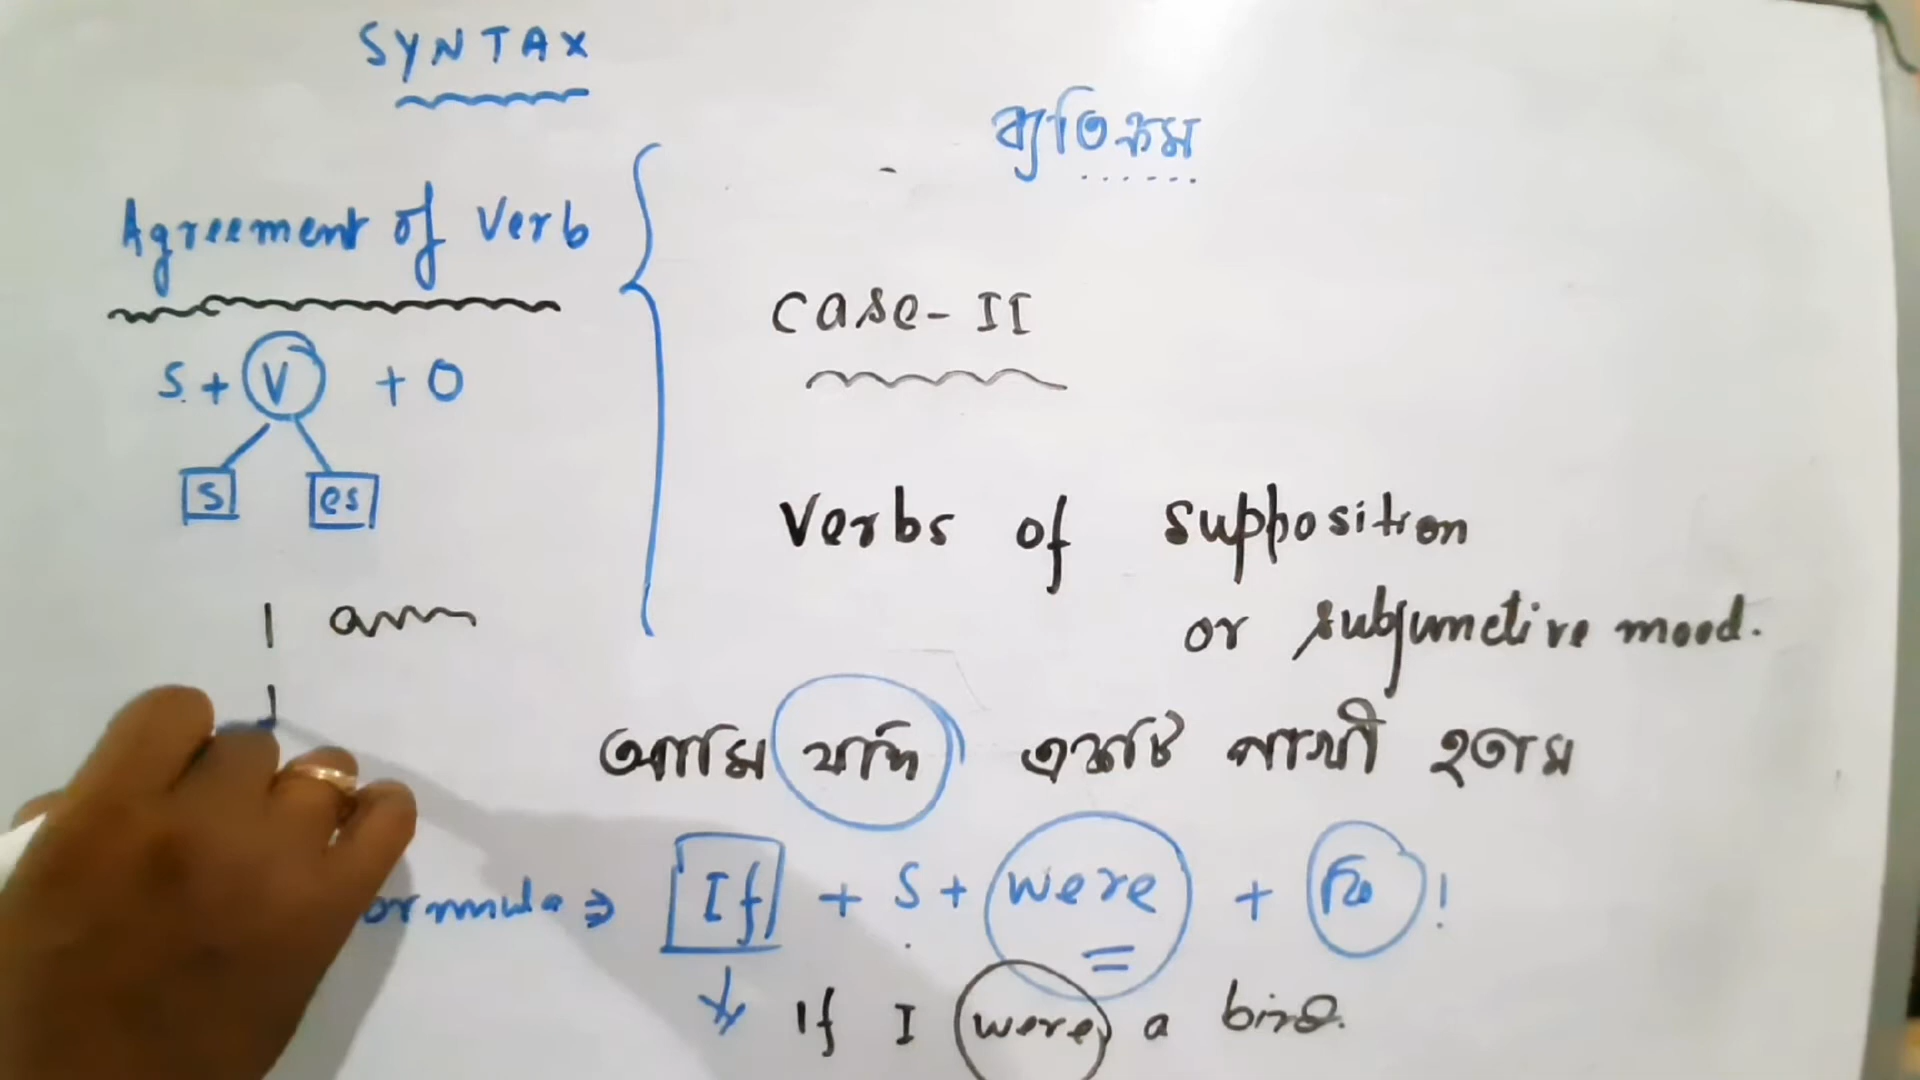 SYNTAX
ব্যতিক্রম
Agreement of Verb
S + V + O
s es
I am
I
Case-II
Verbs of supposition
or subjunctive mood.
আমি যদি একটি পাখী হতাম
ormula ⇒ If + S + were + !
If I were a bird.